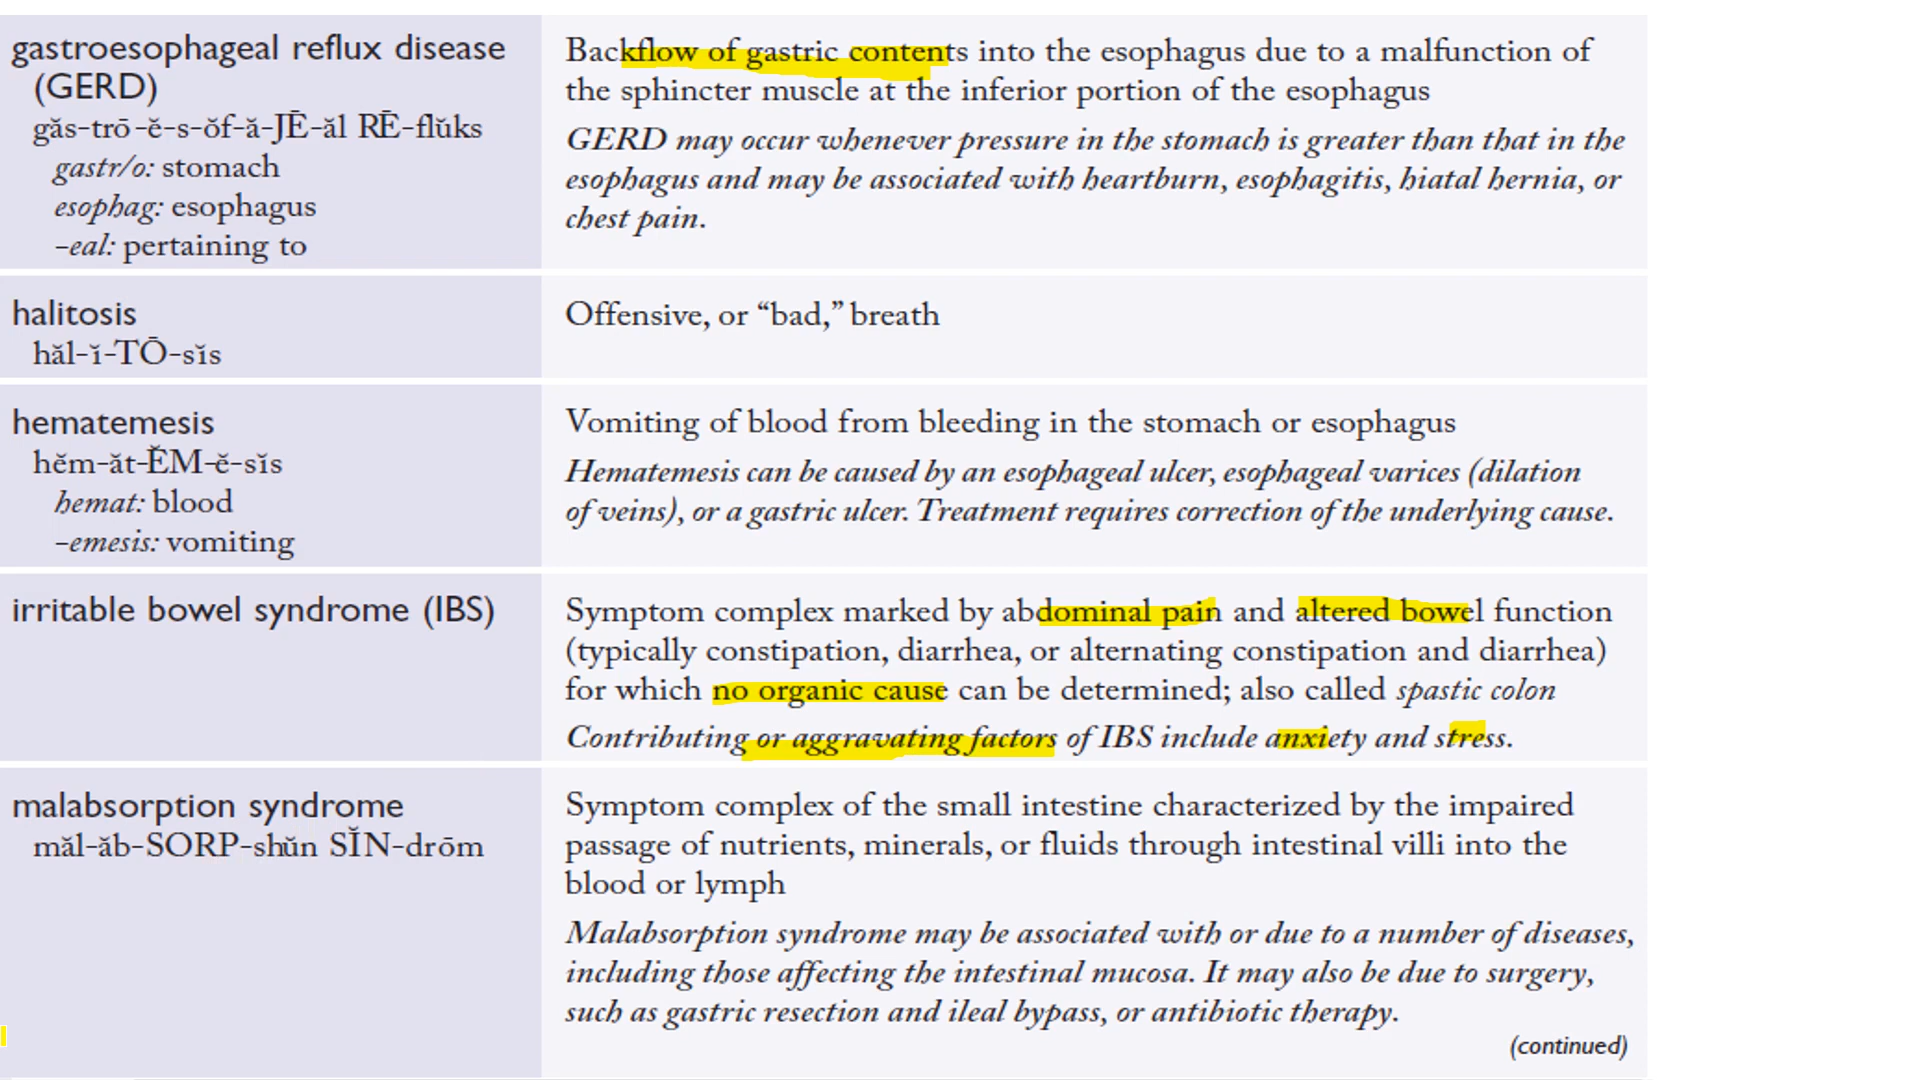 gastroesophageal reflux disease
(GERD)
găs-trō-ĕ-s-ŏf-ă-JĒ-ăl RĒ-flŭks
gastr/o: stomach
esophag: esophagus
-eal: pertaining to
Backflow of gastric contents into the esophagus due to a malfunction of
the sphincter muscle at the inferior portion of the esophagus
GERD may occur whenever pressure in the stomach is greater than that in the
esophagus and may be associated with heartburn, esophagitis, hiatal hernia, or
chest pain.
halitosis
hăl-ĭ-TŌ-sĭs
Offensive, or “bad,” breath
hematemesis
hĕm-ăt-ĔM-ĕ-sĭs
hemat: blood
-emesis: vomiting
Vomiting of blood from bleeding in the stomach or esophagus
Hematemesis can be caused by an esophageal ulcer, esophageal varices (dilation
of veins), or a gastric ulcer. Treatment requires correction of the underlying cause.
irritable bowel syndrome (IBS)
Symptom complex marked by abdominal pain and altered bowel function
(typically constipation, diarrhea, or alternating constipation and diarrhea)
for which no organic cause can be determined; also called spastic colon
Contributing or aggravating factors of IBS include anxiety and stress.
malabsorption syndrome
măl-ăb-SORP-shŭn SĬN-drōm
Symptom complex of the small intestine characterized by the impaired
passage of nutrients, minerals, or fluids through intestinal villi into the
blood or lymph
Malabsorption syndrome may be associated with or due to a number of diseases,
including those affecting the intestinal mucosa. It may also be due to surgery,
such as gastric resection and ileal bypass, or antibiotic therapy.
(continued)